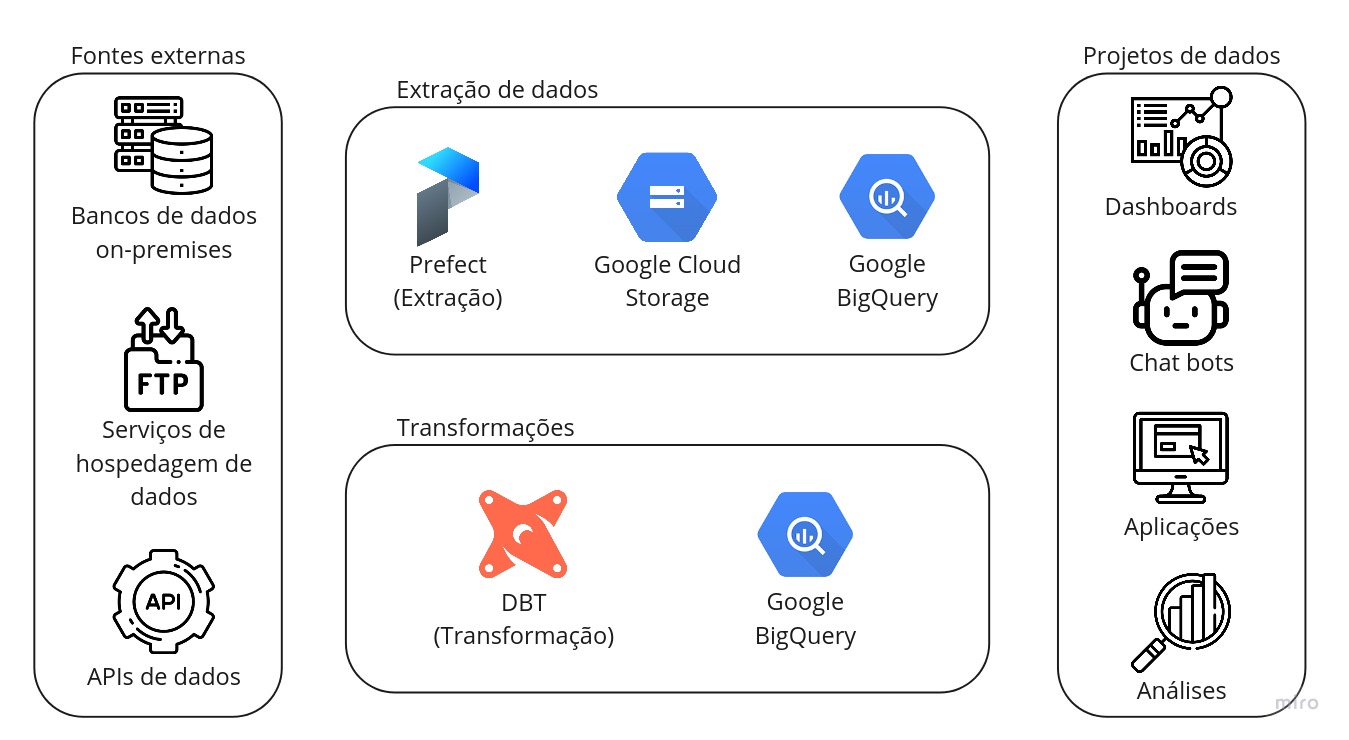 Fontes externas
Bancos de dados
on-premises
FTP
Serviços de
hospedagem de
dados
API
APIs de dados
Extração de dados
Prefect
(Extração)
Google Cloud
Storage
Google
BigQuery
Transformações
DBT
(Transformação)
Google
BigQuery
Projetos de dados
Dashboards
Chat bots
Aplicações
Análises
miro